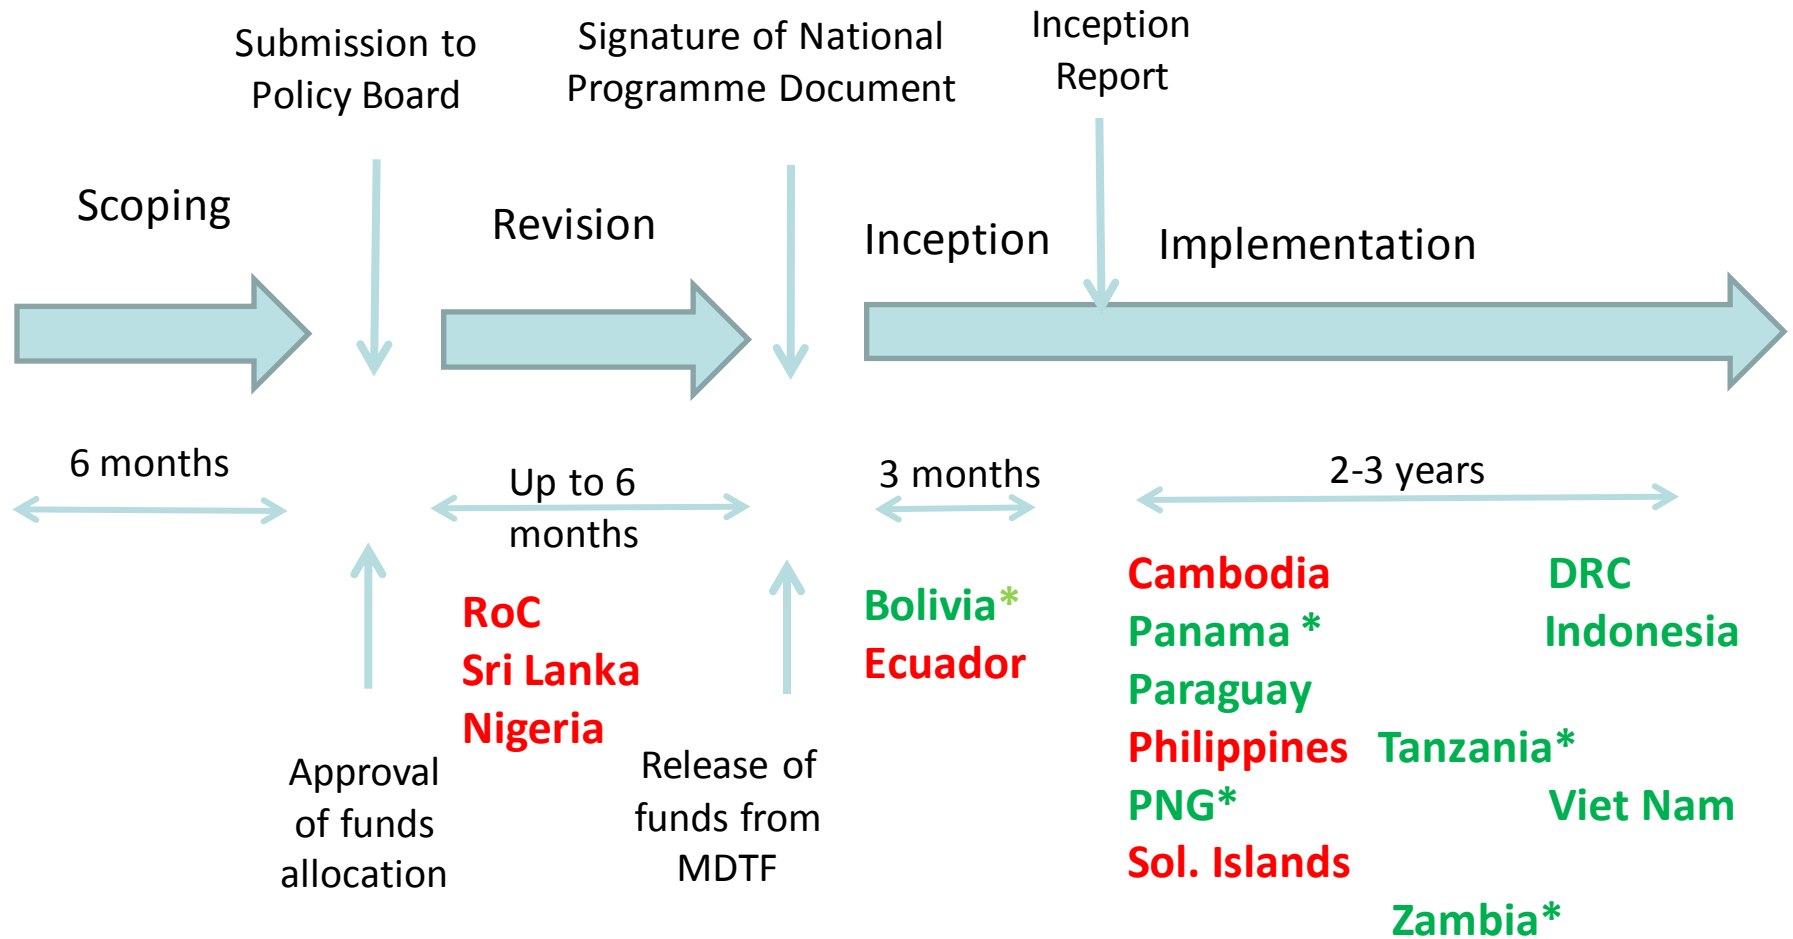 Submission to
Policy Board
Signature of National
Programme Document
Inception
Report
Scoping
Revision
Inception
Implementation
6 months
Up to 6
months
3 months
2-3 years
RoC
Sri Lanka
Nigeria
Bolivia*
Ecuador
Cambodia
DRC
Panama *
Indonesia
Paraguay
Philippines
Tanzania*
PNG*
Viet Nam
Sol. Islands
Zambia*
Approval
of funds
allocation
Release of
funds from
MDTF